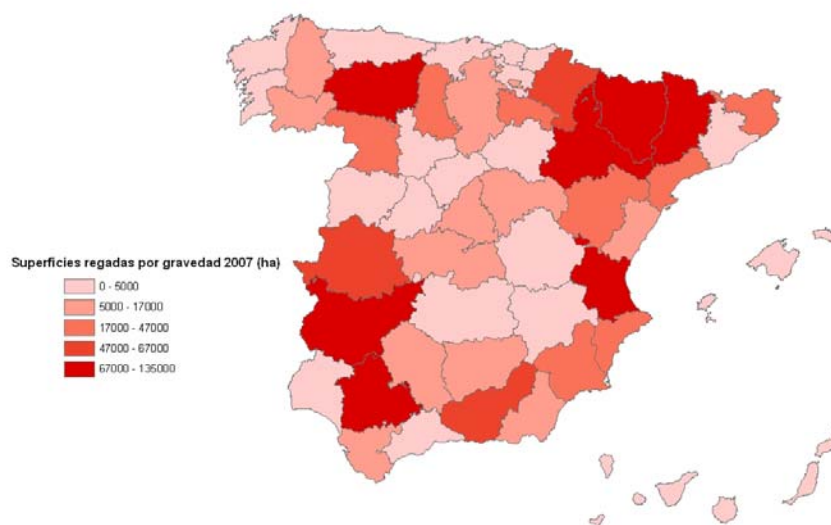 Superficies regadas por gravedad 2007 (ha)
0 - 5000
5000 - 17000
17000 - 47000
47000 - 67000
67000 - 135000